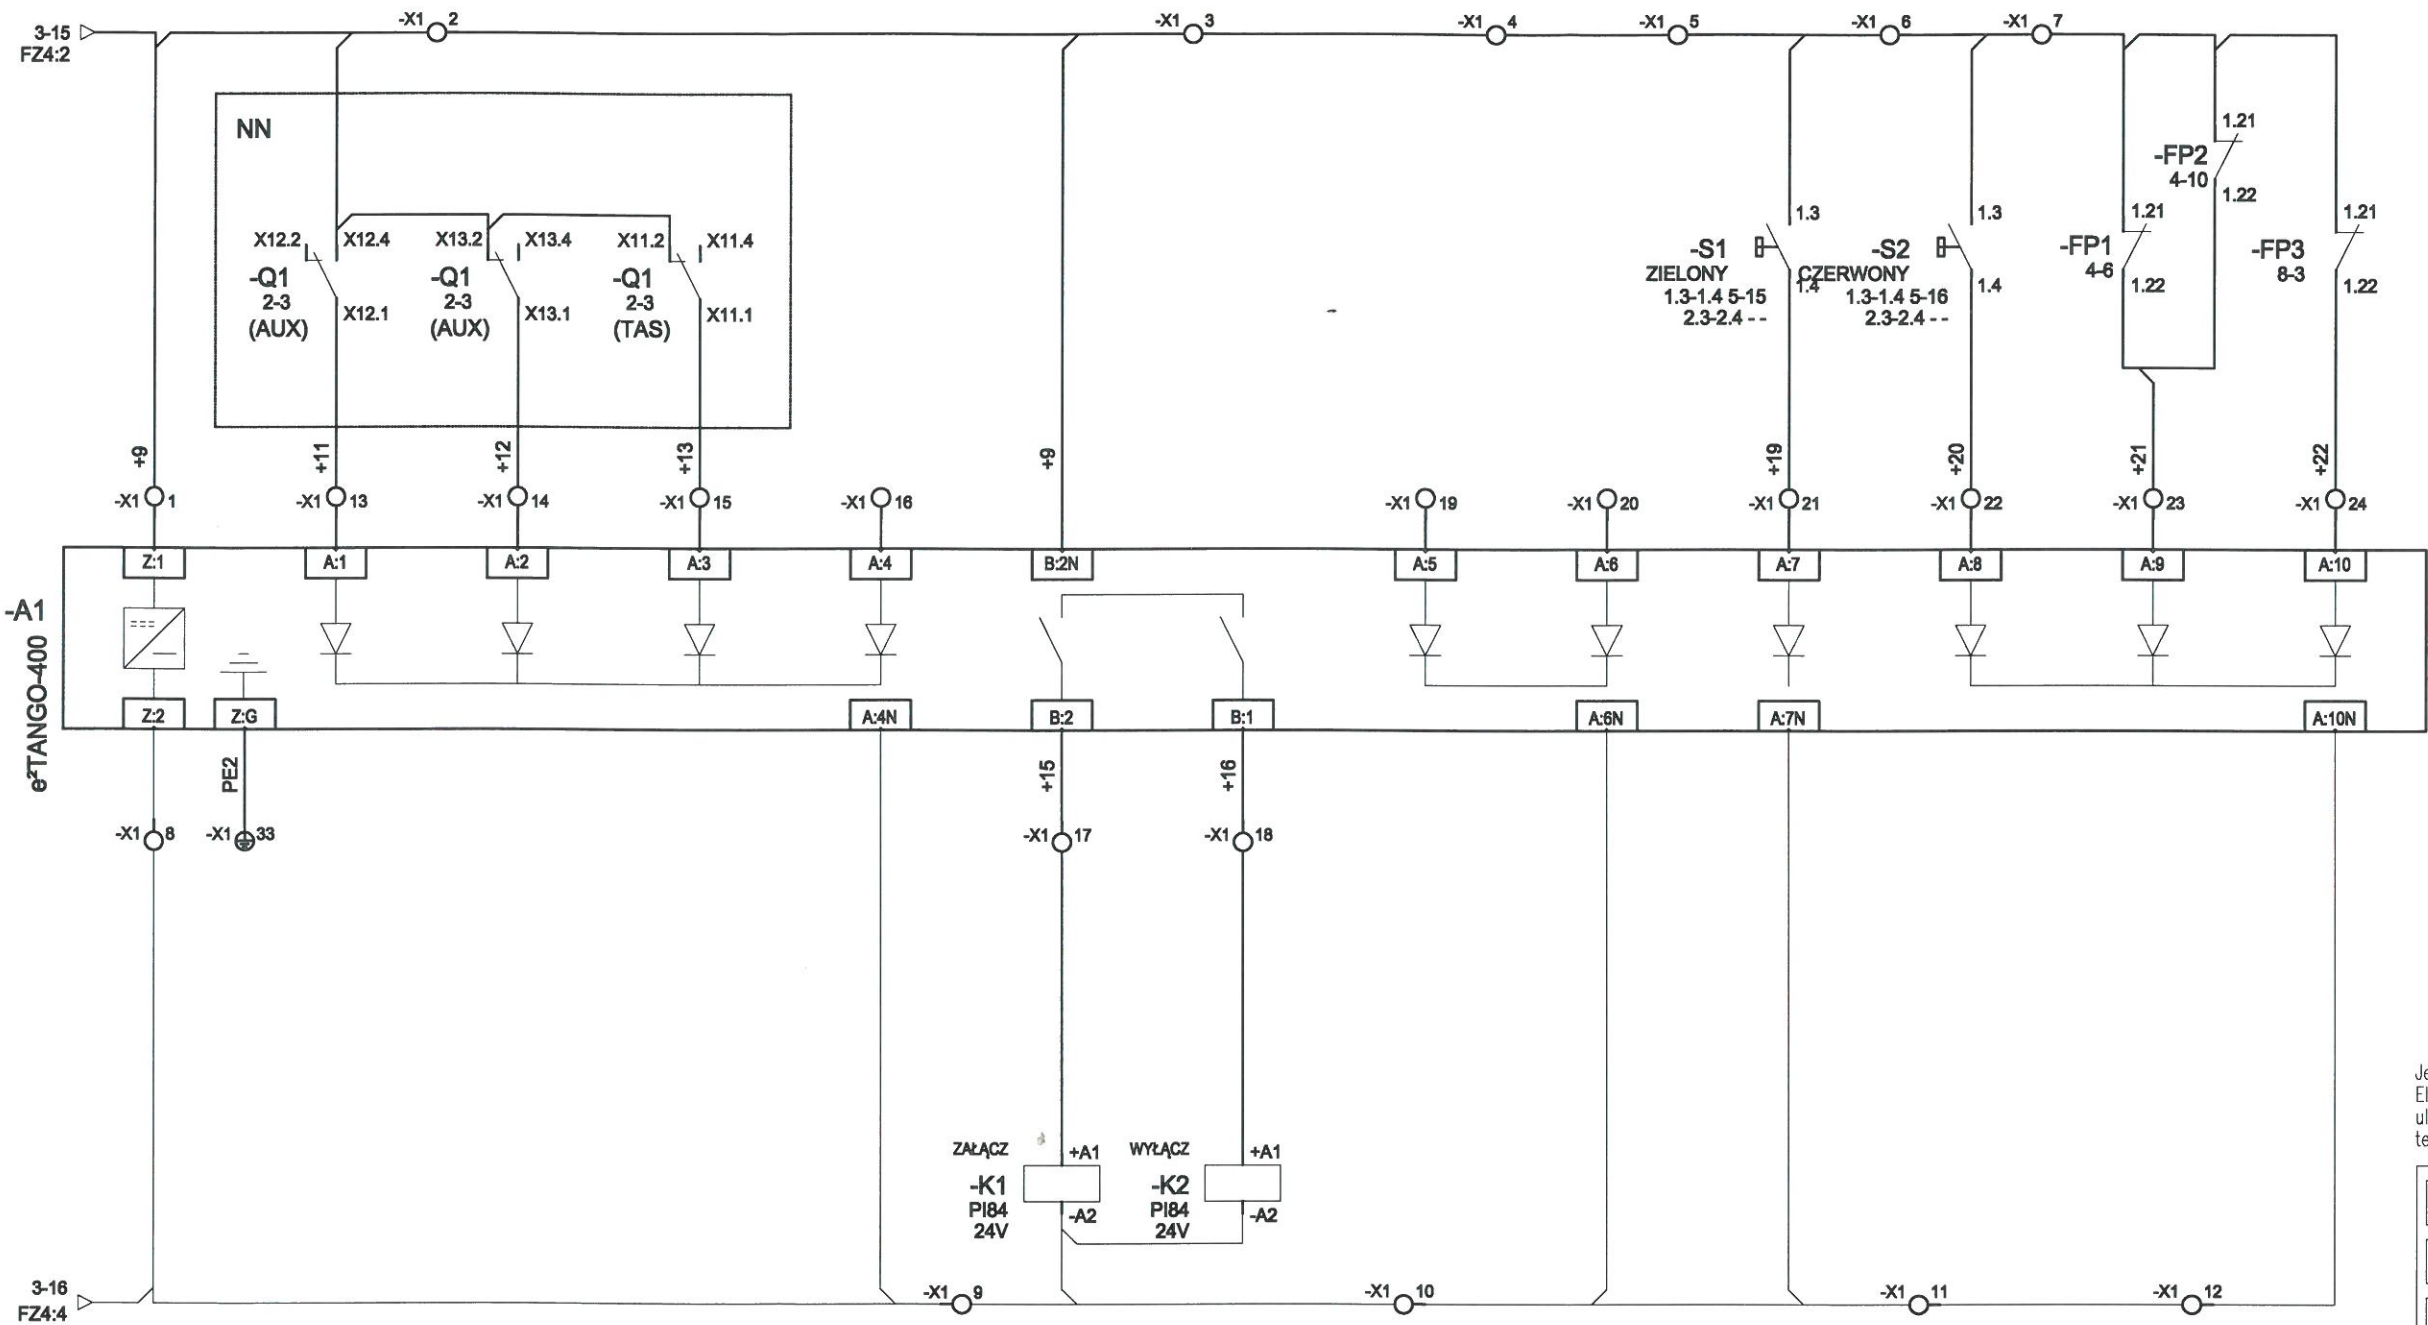 3-15
FZ4:2
-X1 2
-X1 3
-X1 4
-X1 5
-X1 6
-X1 7
NN
X12.2
X12.4
-Q1
2-3
(AUX)
X12.1
X13.2
X13.4
-Q1
2-3
(AUX)
X13.1
X11.2
X11.4
-Q1
2-3
(TAS)
X11.1
1.3
-S1
ZIELONY
1.3-1.4 5-15
2.3-2.4 - -
1.4
1.3
-S2
CZERWONY
1.3-1.4 5-16
2.3-2.4 - -
1.4
1.21
-FP1
4-6
1.22
1.21
-FP2
4-10
1.22
1.21
-FP3
8-3
1.22
+9
+11
+12
+13
+9
+19
+20
+21
+22
-X1 1
-X1 13
-X1 14
-X1 15
-X1 16
-X1 19
-X1 20
-X1 21
-X1 22
-X1 23
-X1 24
-A1
e²TANGO-400
Z:1
A:1
A:2
A:3
A:4
B:2N
A:5
A:6
A:7
A:8
A:9
A:10
Z:2
Z:G
A:4N
B:2
B:1
A:6N
A:7N
A:10N
PE2
+15
+16
-X1 8
-X1 33
-X1 17
-X1 18
ZAŁĄCZ
+A1
-K1
PI84
24V
-A2
WYŁĄCZ
+A1
-K2
PI84
24V
-A2
Je
ul
te
3-16
FZ4:4
-X1 9
-X1 10
-X1 11
-X1 12